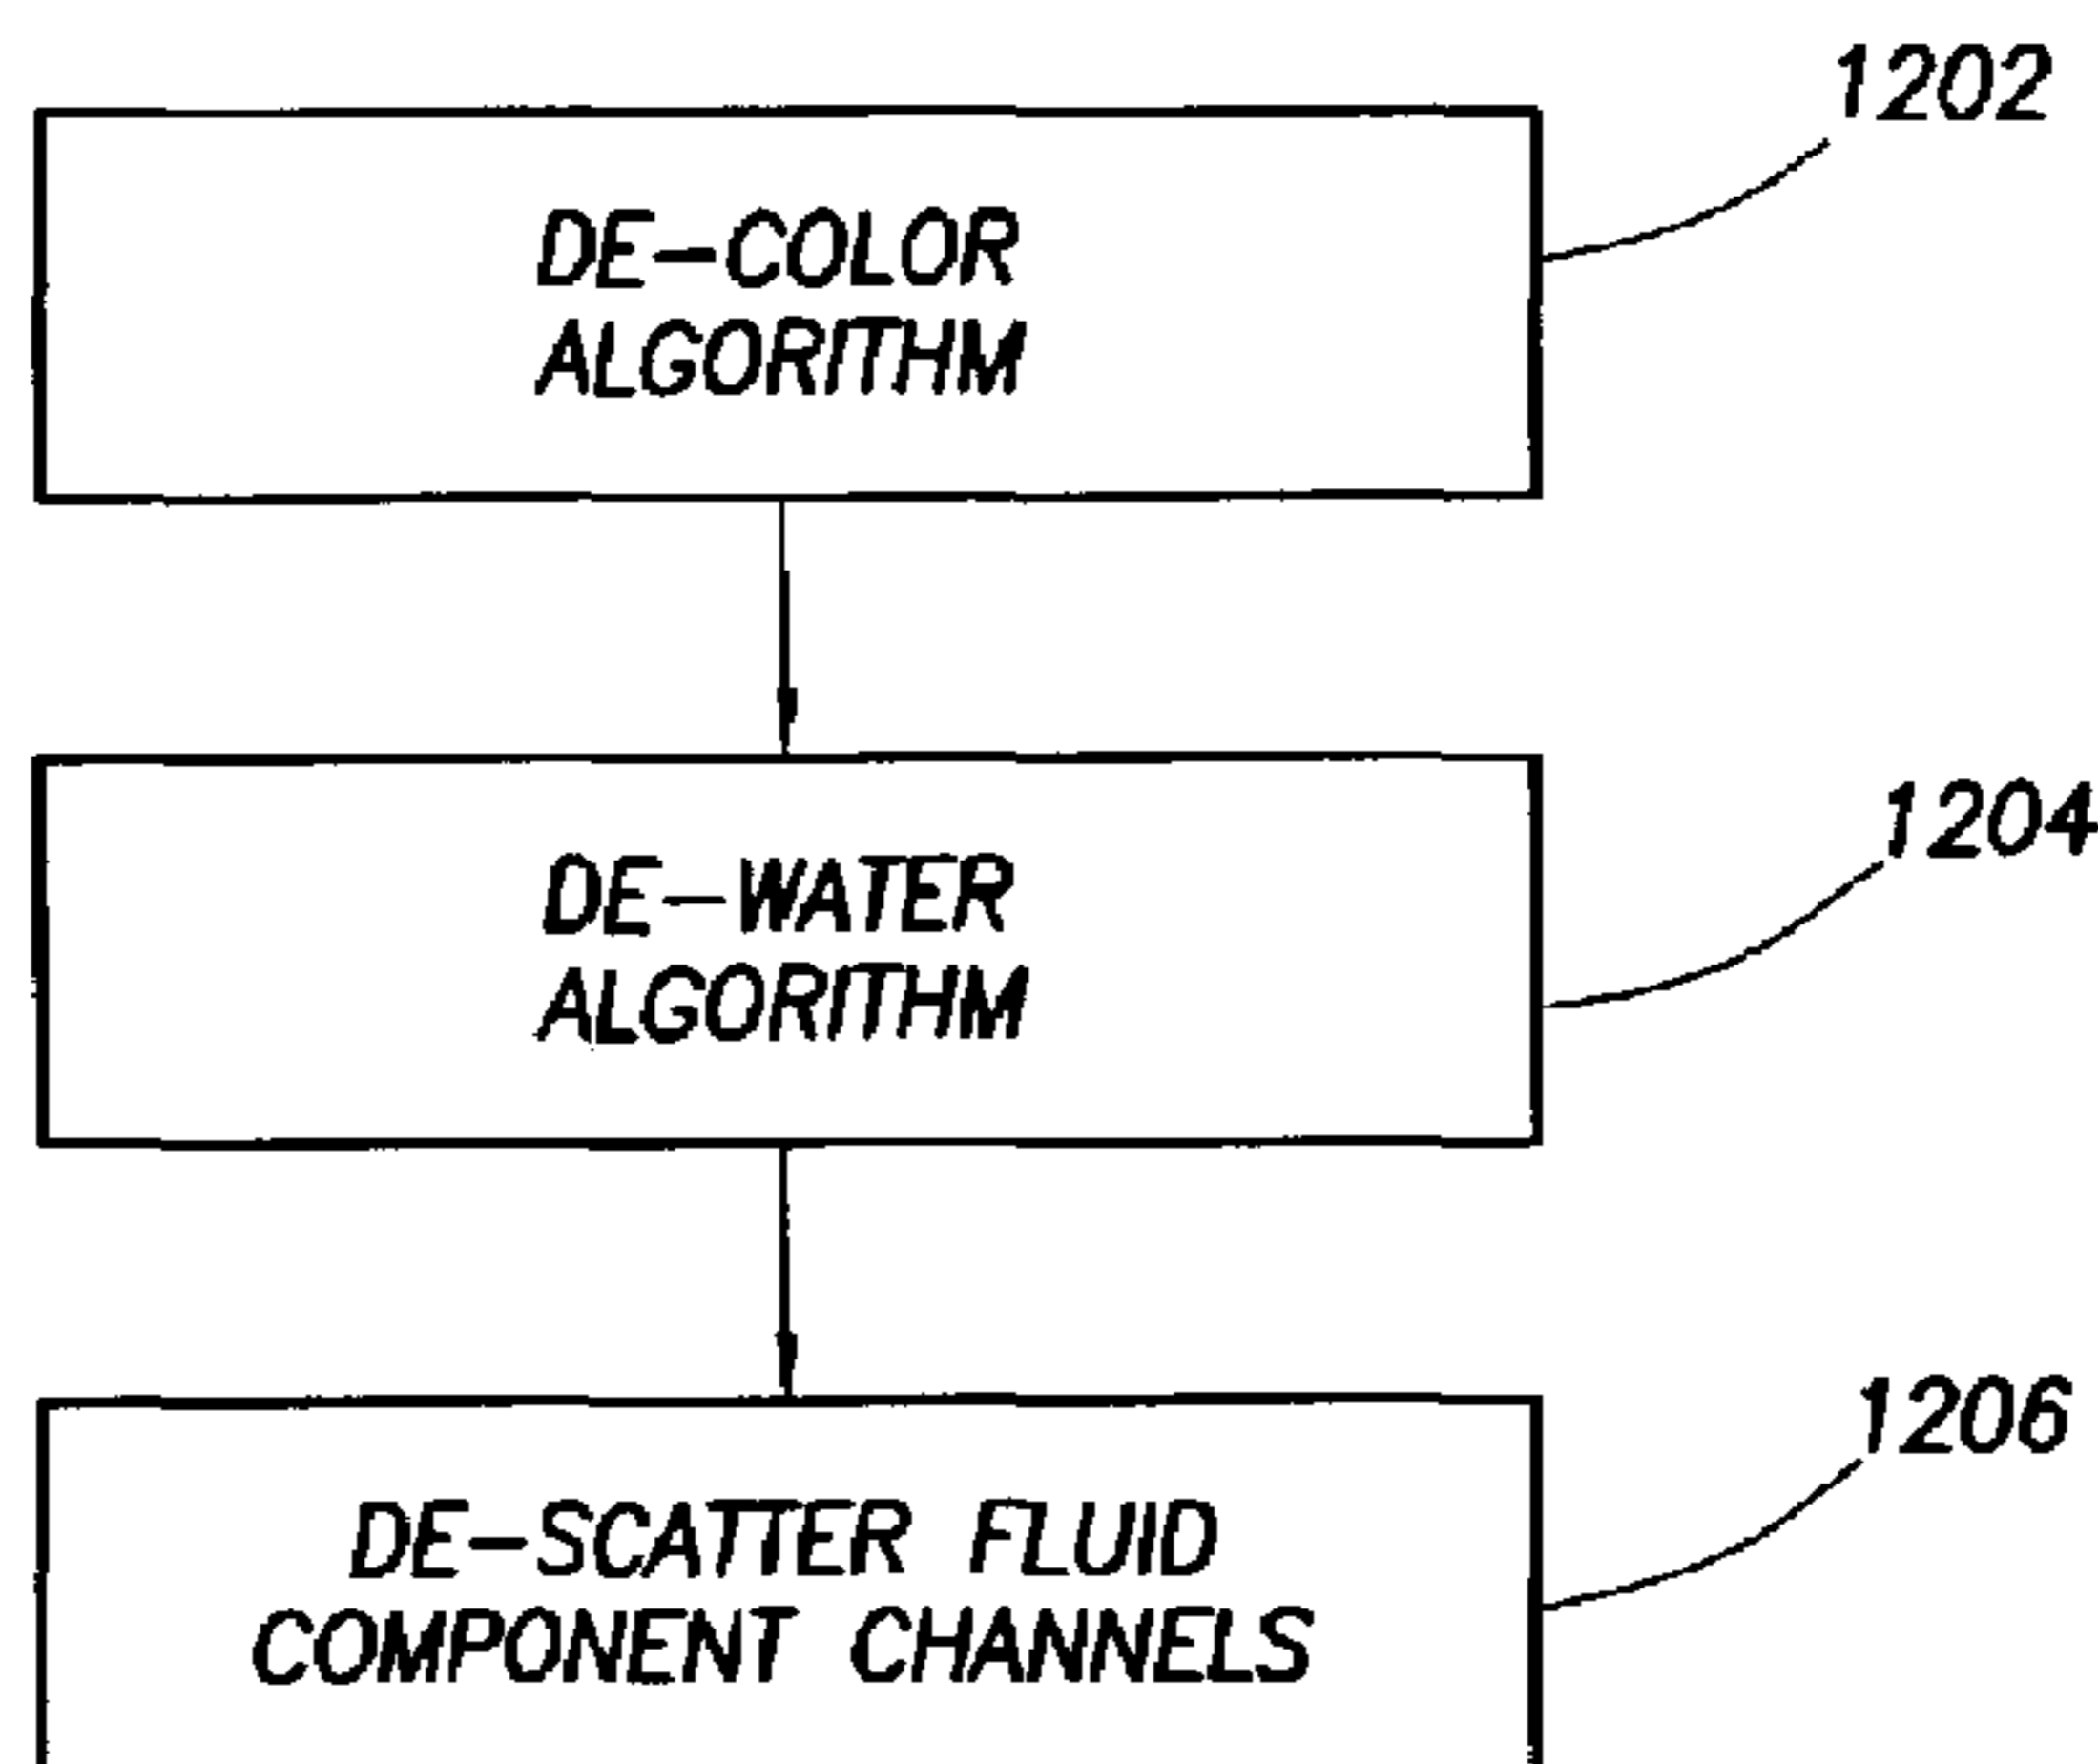 1202
DE-COLOR
ALGORITHM
1204
DE-WATER
ALGORITHM
1206
DE-SCATTER FLUID
COMPONENT CHANNELS